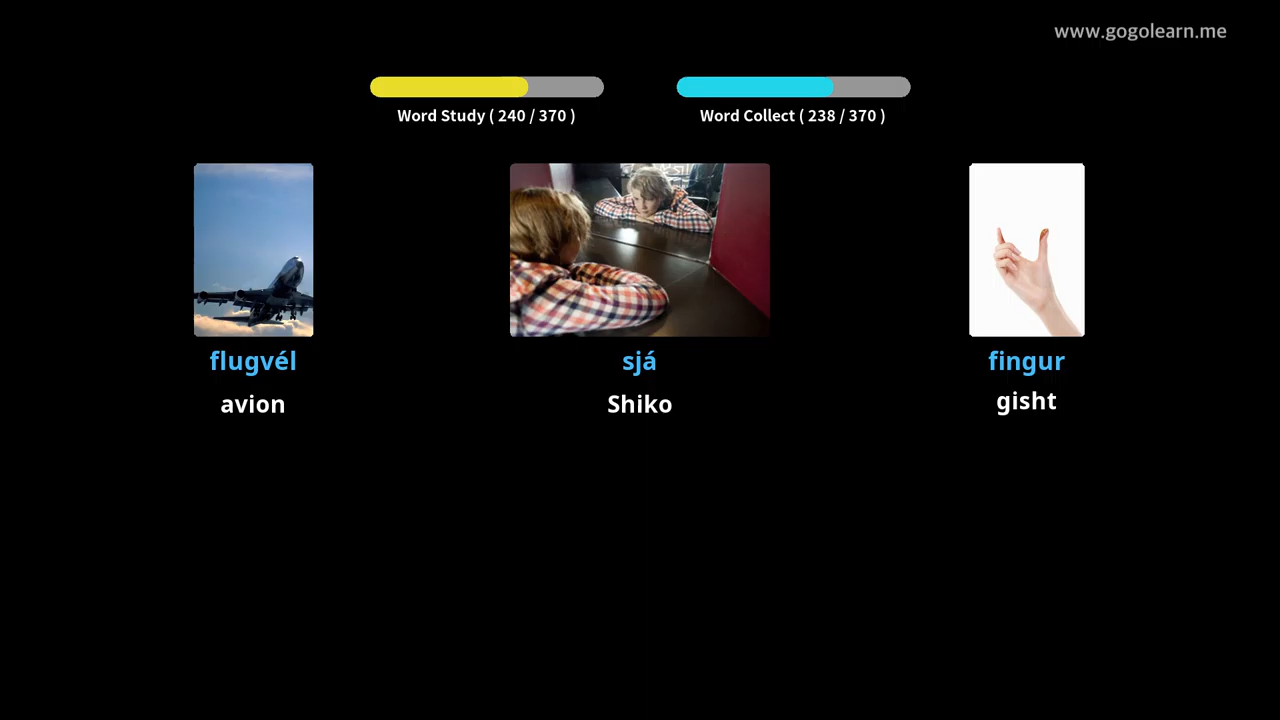 www.gogolearn.me
Word Study ( 240 / 370 )
Word Collect ( 238 / 370 )
flugvél
avion
sjá
Shiko
fingur
gisht